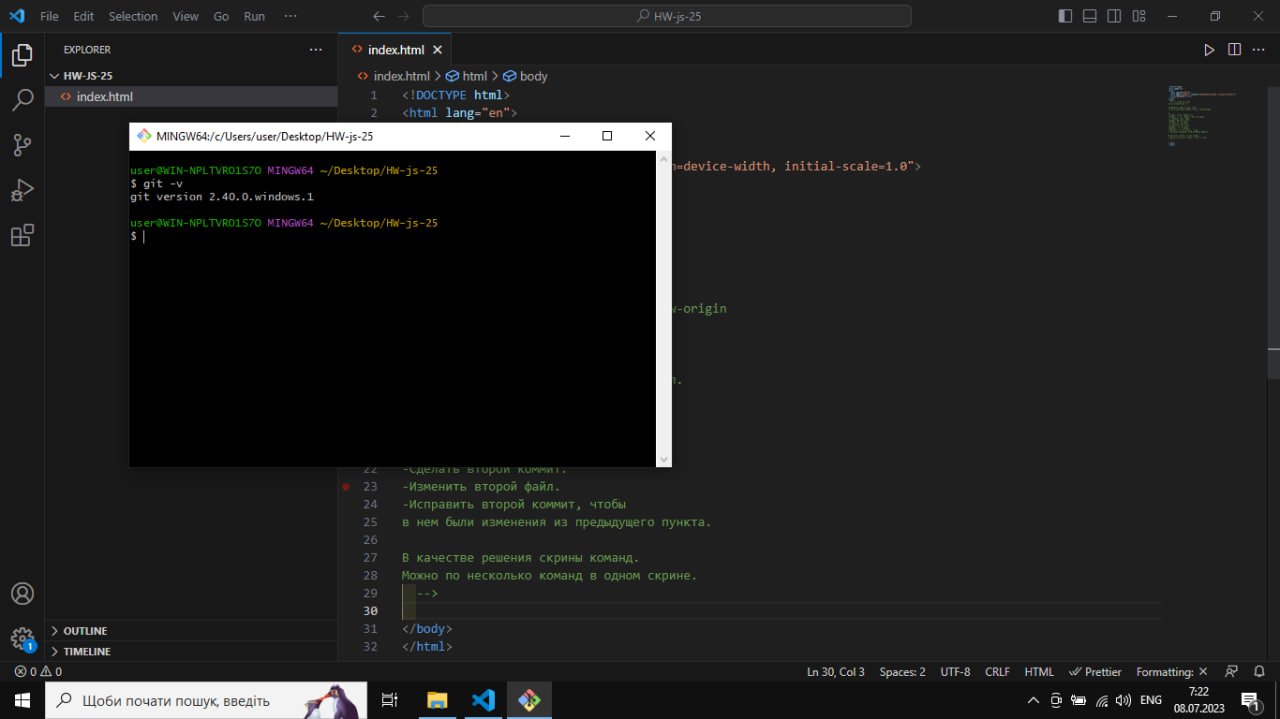 File Edit Selection View Go Run ···
HW-js-25
EXPLORER
HW-JS-25
index.html
index.html
index.html > html > body
1 <!DOCTYPE html>
2 <html lang="en">
=device-width, initial-scale=1.0">
-origin
MINGW64:/c/Users/user/Desktop/HW-js-25
user@WIN-NPLTVRO1S7O MINGW64 ~/Desktop/HW-js-25
$ git -v
git version 2.40.0.windows.1
user@WIN-NPLTVRO1S7O MINGW64 ~/Desktop/HW-js-25
$
22 -Сделать второй коммит.
23 -Изменить второй файл.
24 -Исправить второй коммит, чтобы
25 в нем были изменения из предыдущего пункта.
26
27 В качестве решения скрины команд.
28 Можно по несколько команд в одном скрине.
29 -->
30
31 </body>
32 </html>
OUTLINE
TIMELINE
1
0 0
Ln 30, Col 3 Spaces: 2 UTF-8 CRLF HTML Prettier Formatting: ×
Щоби почати пошук, введіть
ENG
7:22
08.07.2023
1